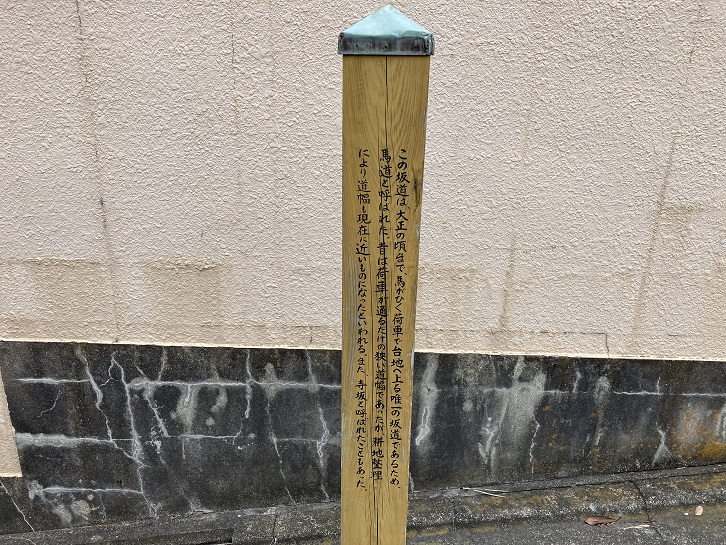 この坂道は、大正の頃まで、馬がひく荷車で台地へ上る唯一の坂道であるため、
馬道と呼ばれた。昔は荷車が通るだけの狭い道幅であったが、耕地整理
により道幅も現在に近いものになったといわれる。また、寺坂と呼ばれたこともあった。